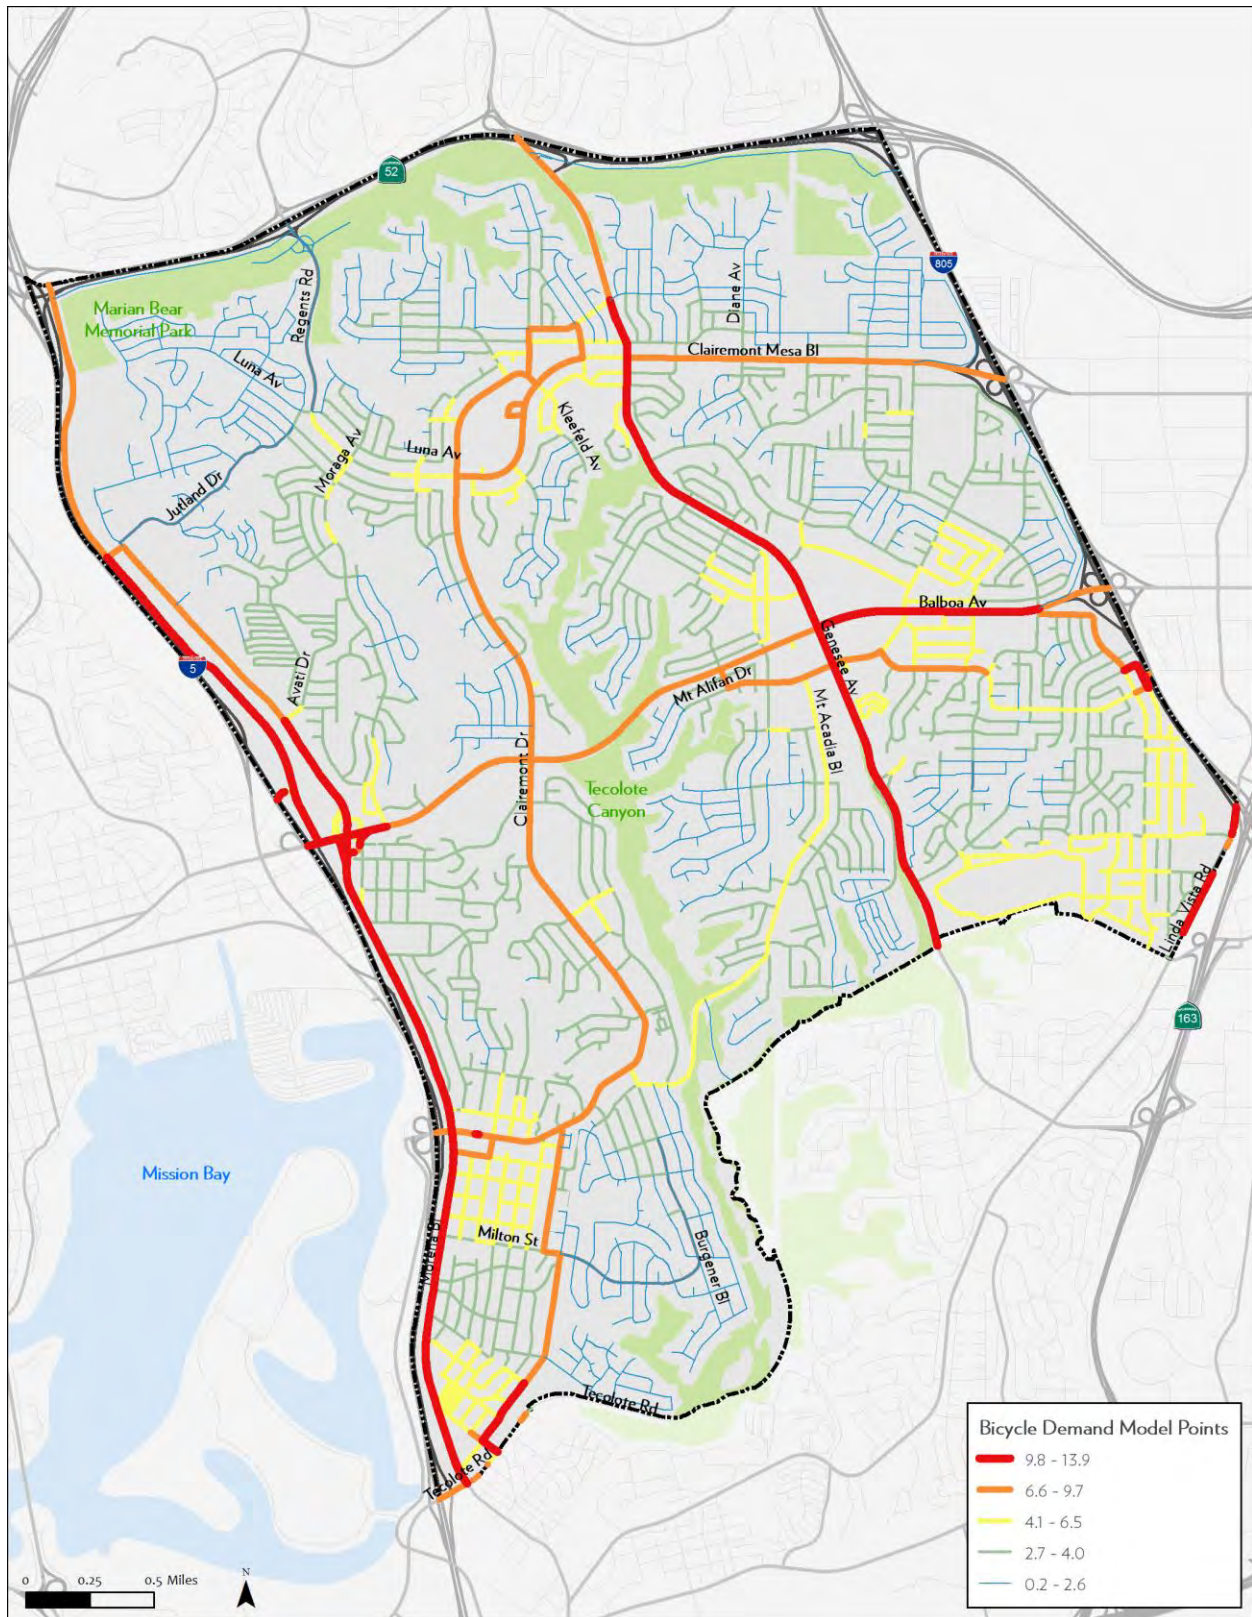 52
805
Marian Bear
Memorial Park
Regents Rd
Diane Av
Clairemont Mesa Bl
Luna Av
Kleefeld Av
Moraga Av
Luna Av
Jutland Dr
Balboa Av
Genesee Av
5
Avati Dr
Mt Alifan Dr
Mt Acadia Bl
Clairemont Dr
Tecolote
Canyon
Linda Vista Rd
163
Mission Bay
Milton St
Morena Bl
Burgener Bl
Tecolote Rd
Tecolote Rd
Bicycle Demand Model Points
9.8 - 13.9
6.6 - 9.7
4.1 - 6.5
2.7 - 4.0
0.2 - 2.6
0 0.25 0.5 Miles
N